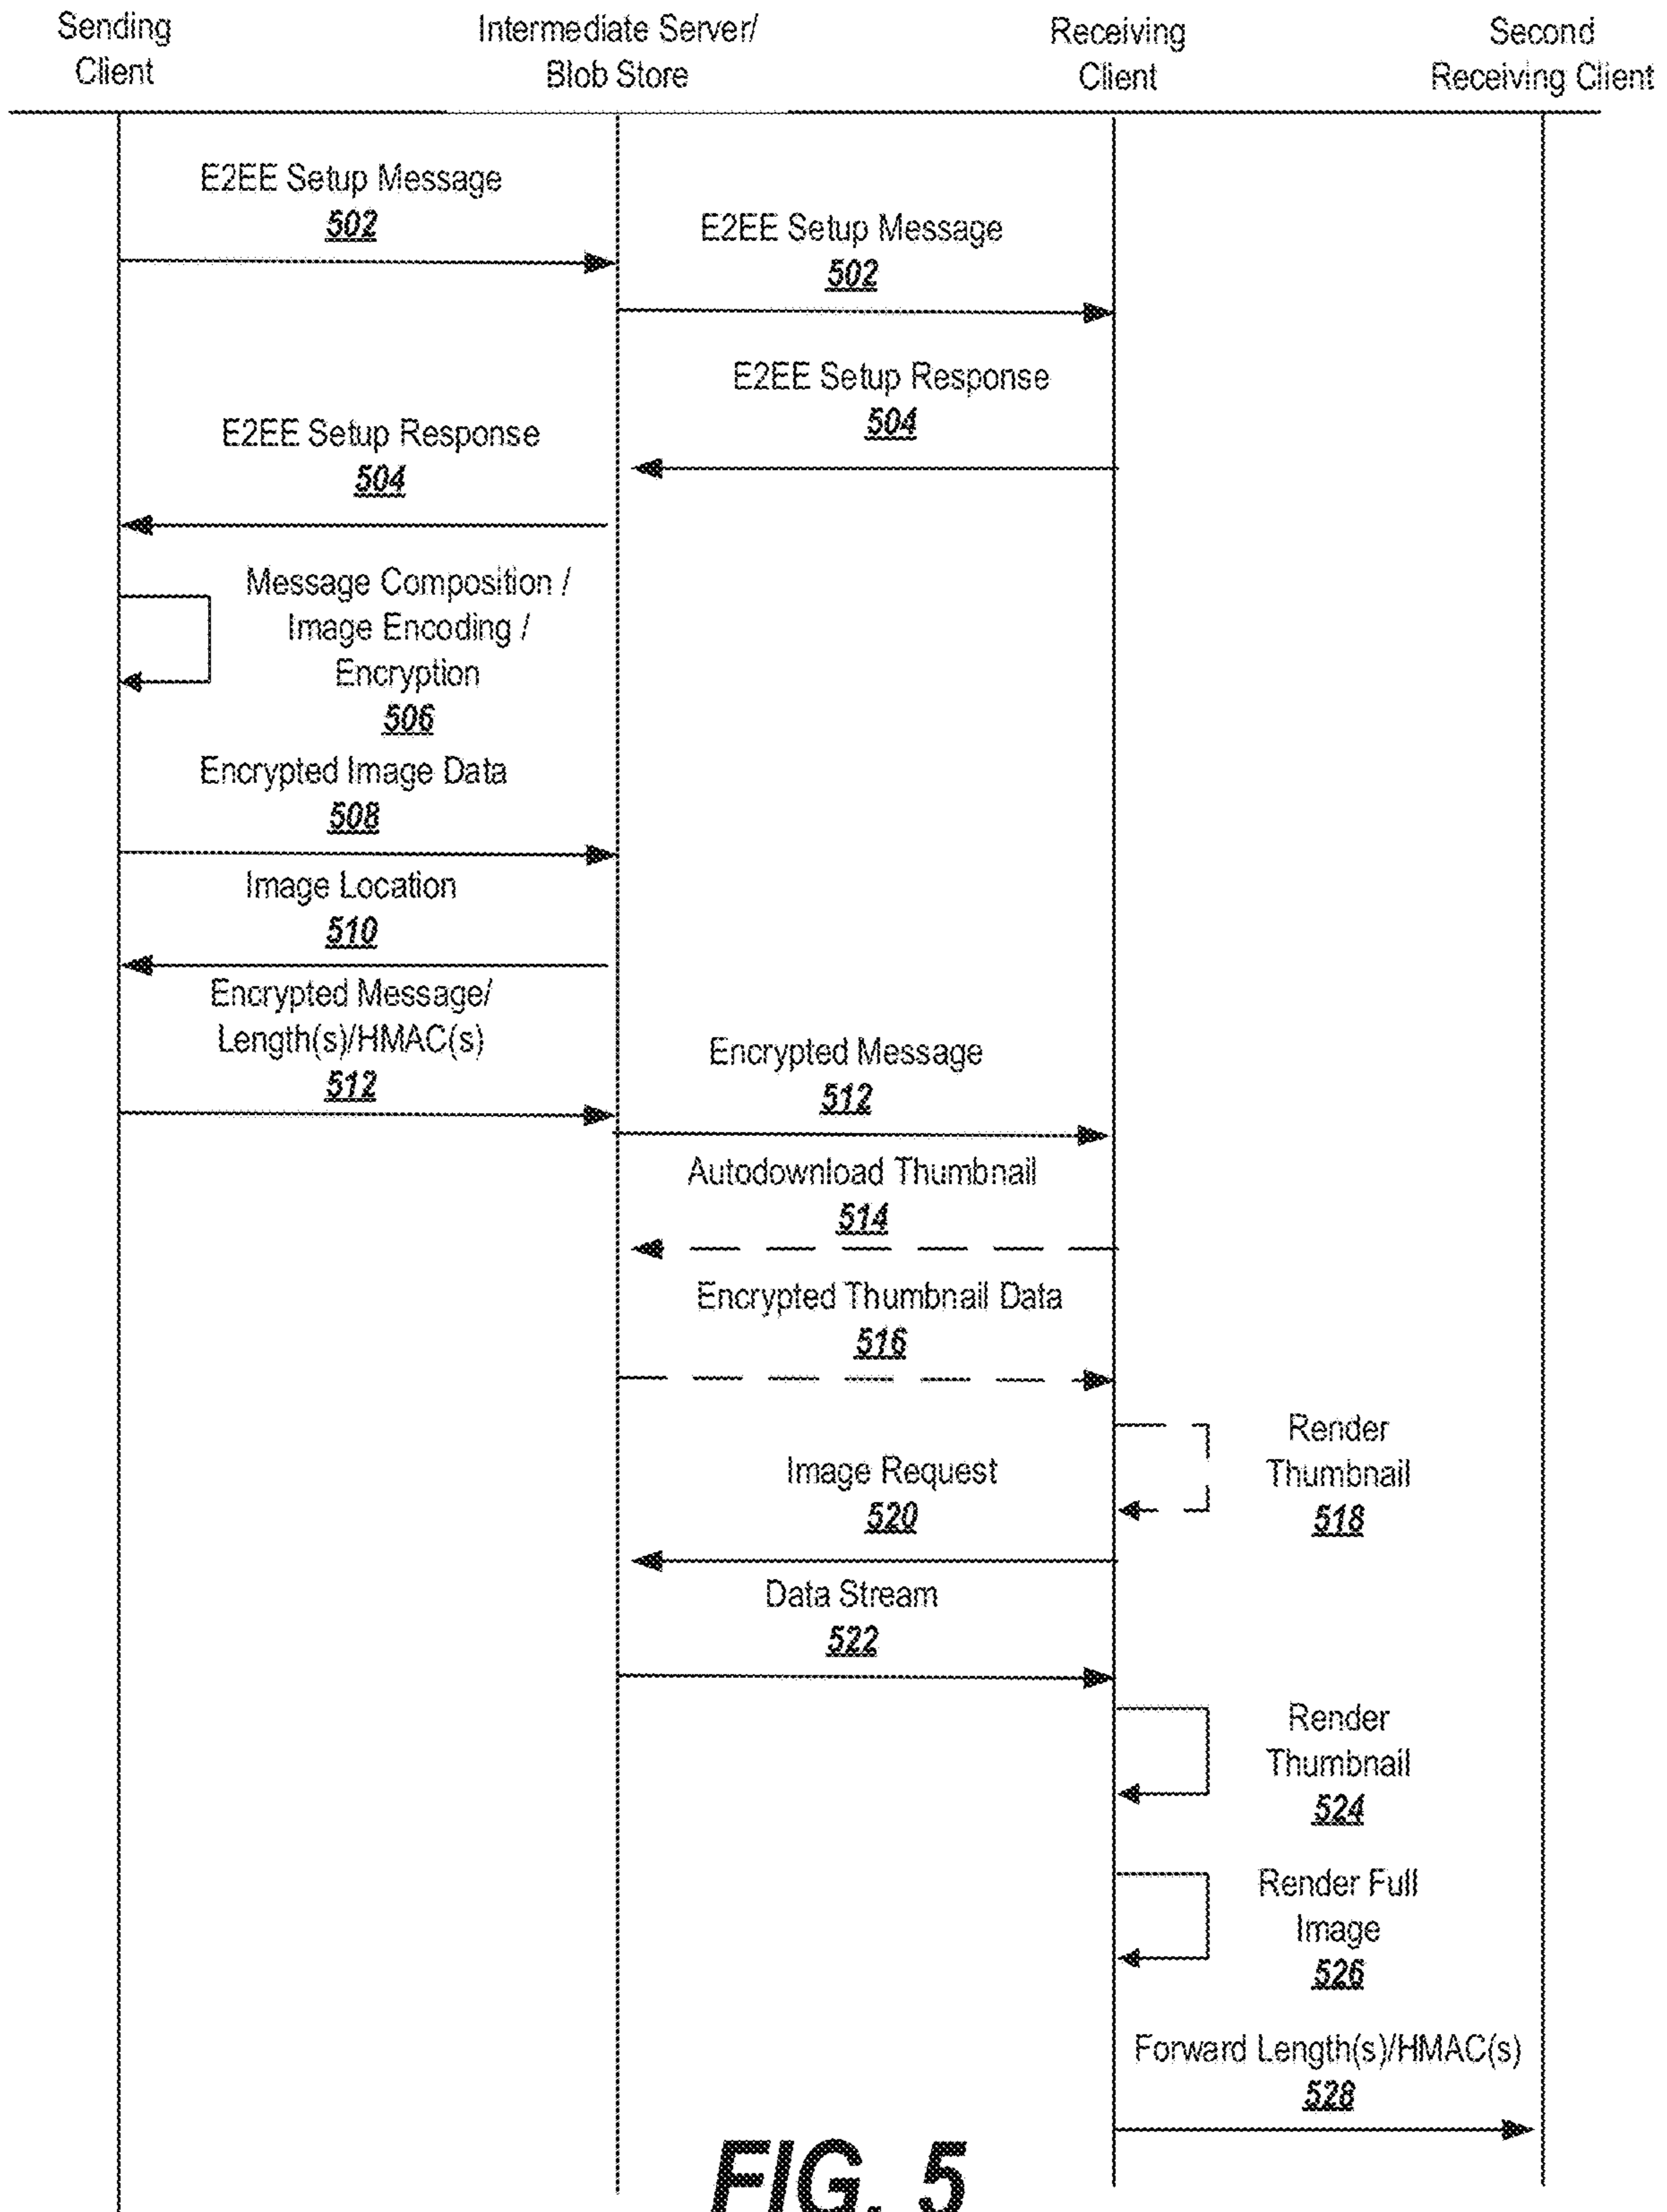 Sending
Client
Intermediate Server/
Blob Store
Receiving
Client
Second
Receiving Client
E2EE Setup Message
502
E2EE Setup Message
502
E2EE Setup Response
504
E2EE Setup Response
504
Message Composition /
Image Encoding /
Encryption
506
Encrypted Image Data
508
Image Location
510
Encrypted Message/
Length(s)/HMAC(s)
512
Encrypted Message
512
Autodownload Thumbnail
514
Encrypted Thumbnail Data
516
Render
Thumbnail
518
Image Request
520
Data Stream
522
Render
Thumbnail
524
Render Full
Image
526
Forward Length(s)/HMAC(s)
528
FIG. 5